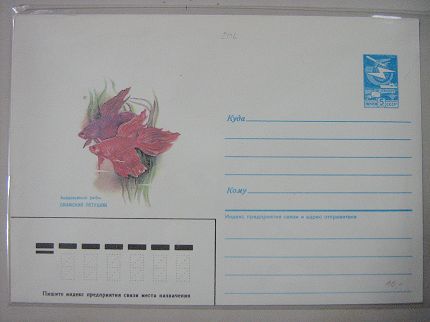 Куда
Кому
Индекс предприятия связи и адрес отправителя
Аквариумные рыбы
СИАМСКИЙ ПЕТУШОК
Пишите индекс предприятия связи места назначения